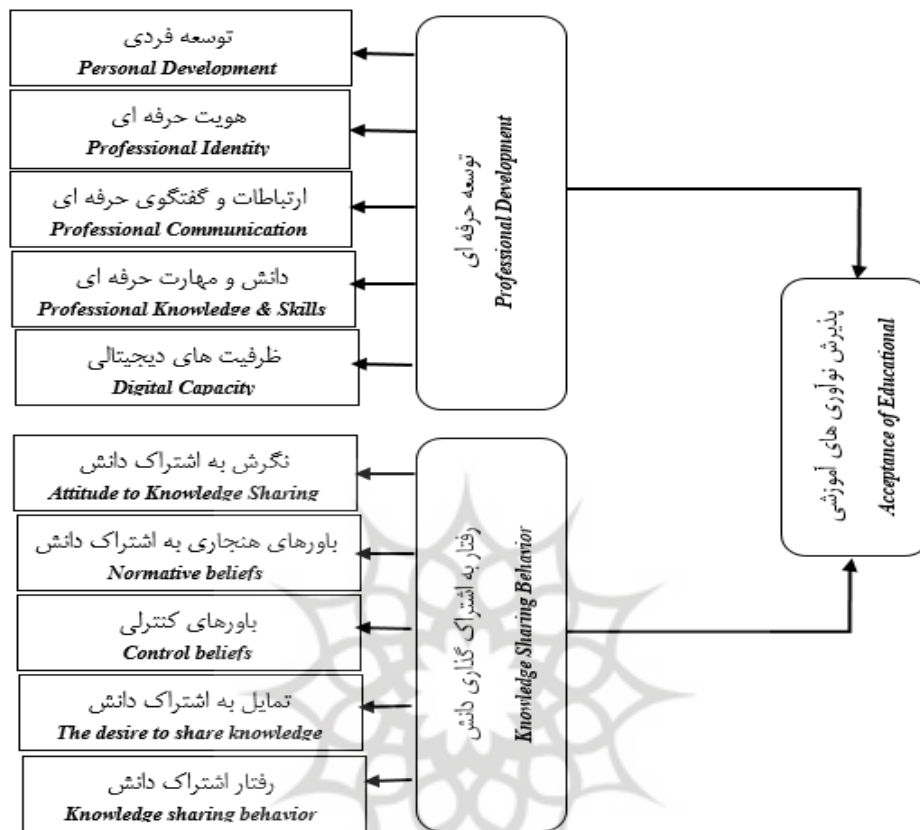 توسعه فردی
Personal Development
هویت حرفه ای
Professional Identity
ارتباطات و گفتگوی حرفه ای
Professional Communication
دانش و مهارت حرفه ای
Professional Knowledge & Skills
ظرفیت های دیجیتالی
Digital Capacity
توسعه حرفه ای
Professional Development
نگرش به اشتراک دانش
Attitude to Knowledge Sharing
باورهای هنجاری به اشتراک دانش
Normative beliefs
باورهای کنترلی
Control beliefs
تمایل به اشتراک دانش
The desire to share knowledge
رفتار اشتراک دانش
Knowledge sharing behavior
رفتار به اشتراک گذاری دانش
Knowledge Sharing Behavior
پذیرش نوآوری های آموزشی
Acceptance of Educational